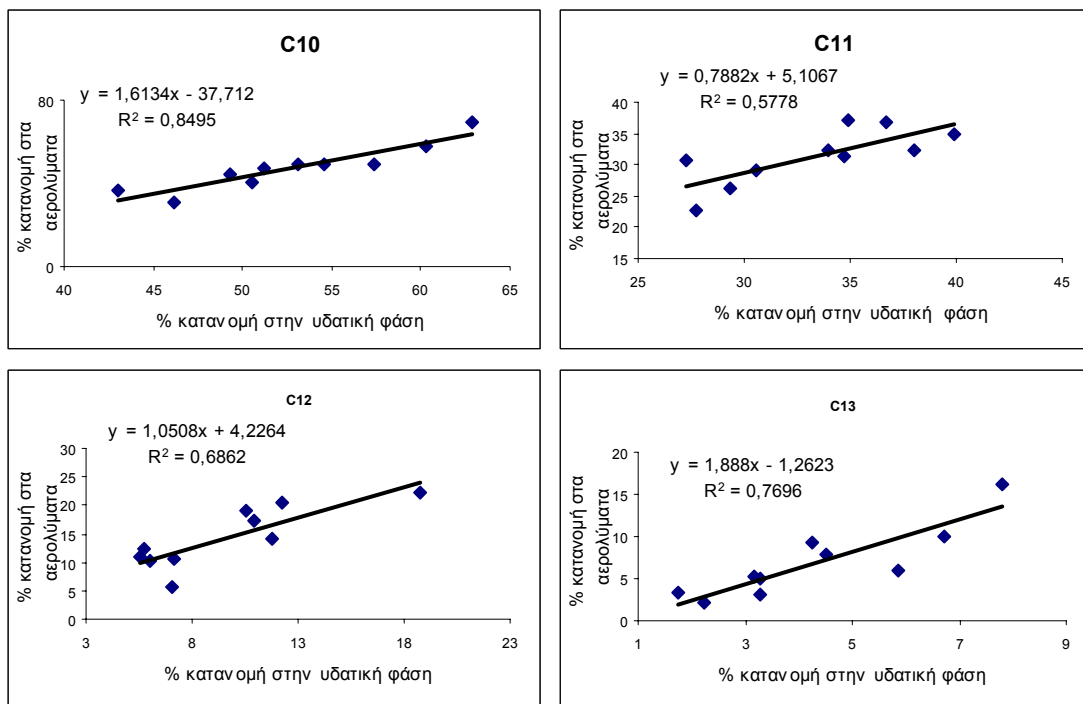 C10
y = 1,6134x - 37,712
R² = 0,8495
80
0
40 45 50 55 60 65
% κατανομή στα
αερολύματα
% κατανομή στην υδατική φάση
C11
y = 0,7882x + 5,1067
R² = 0,5778
40
35
30
25
20
15
25 30 35 40 45
% κατανομή στα
αερολύματα
% κατανομή στην υδατική φάση
C12
y = 1,0508x + 4,2264
R² = 0,6862
30
25
20
15
10
5
0
3 8 13 18 23
% κατανομή στα
αερολύματα
% κατανομή στην υδατική φάση
C13
y = 1,888x - 1,2623
R² = 0,7696
20
15
10
5
0
1 3 5 7 9
% κατανομή στα
αερολύματα
% κατανομή στην υδατική φάση